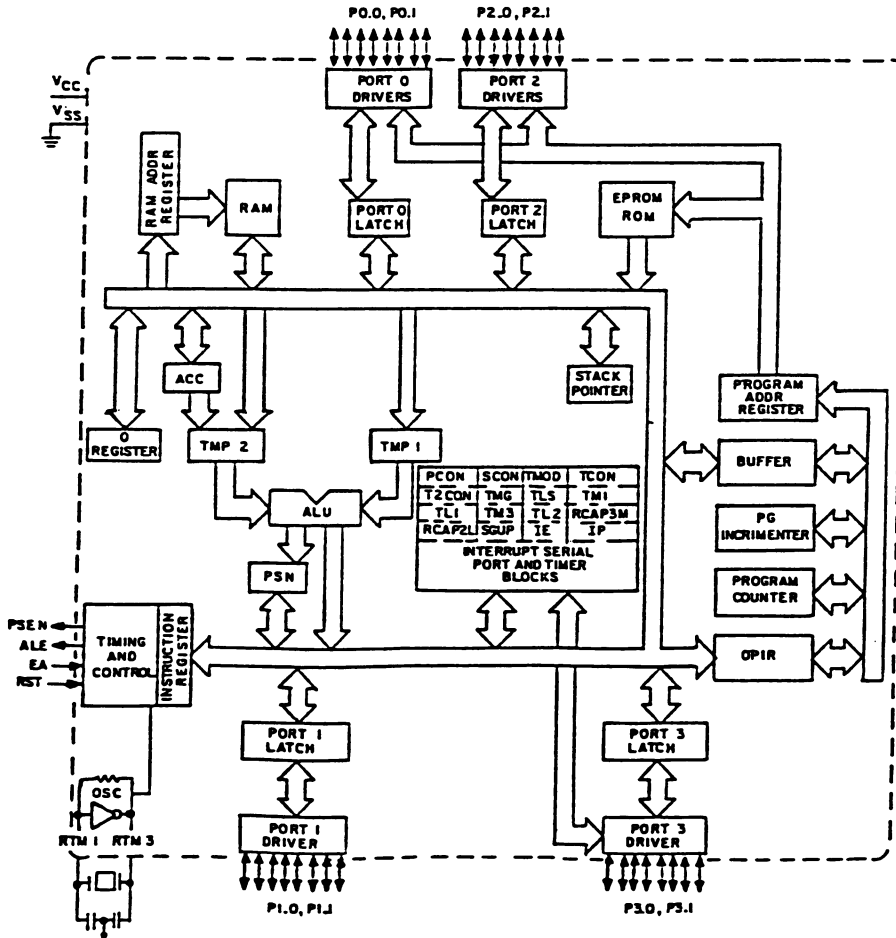 P0.0, P0.1
P2.0, P2.1
VCC
VSS
PORT 0
DRIVERS
PORT 2
DRIVERS
RAM ADDR
REGISTER
RAM
PORT 0
LATCH
PORT 2
LATCH
EPROM
ROM
ACC
STACK
POINTER
PROGRAM
ADDR
REGISTER
0
REGISTER
TMP 2
TMP 1
BUFFER
PCON
SCON
TMOD
TCON
T2CON
TMG
TLS
TM1
TL1
TM3
TL2
RCAP3M
RCAP2L
SGUP
IE
IP
INTERRUPT SERIAL
PORT AND TIMER
BLOCKS
ALU
PG
INCRIMENTER
PSN
PROGRAM
COUNTER
PSEN
ALE
EA
RST
TIMING
AND
CONTROL
INSTRUCTION
REGISTER
OPIR
PORT 1
LATCH
PORT 3
LATCH
OSC
RTM 1
RTM 3
PORT 1
DRIVER
PORT 3
DRIVER
P1.0, P1.1
P3.0, P3.1